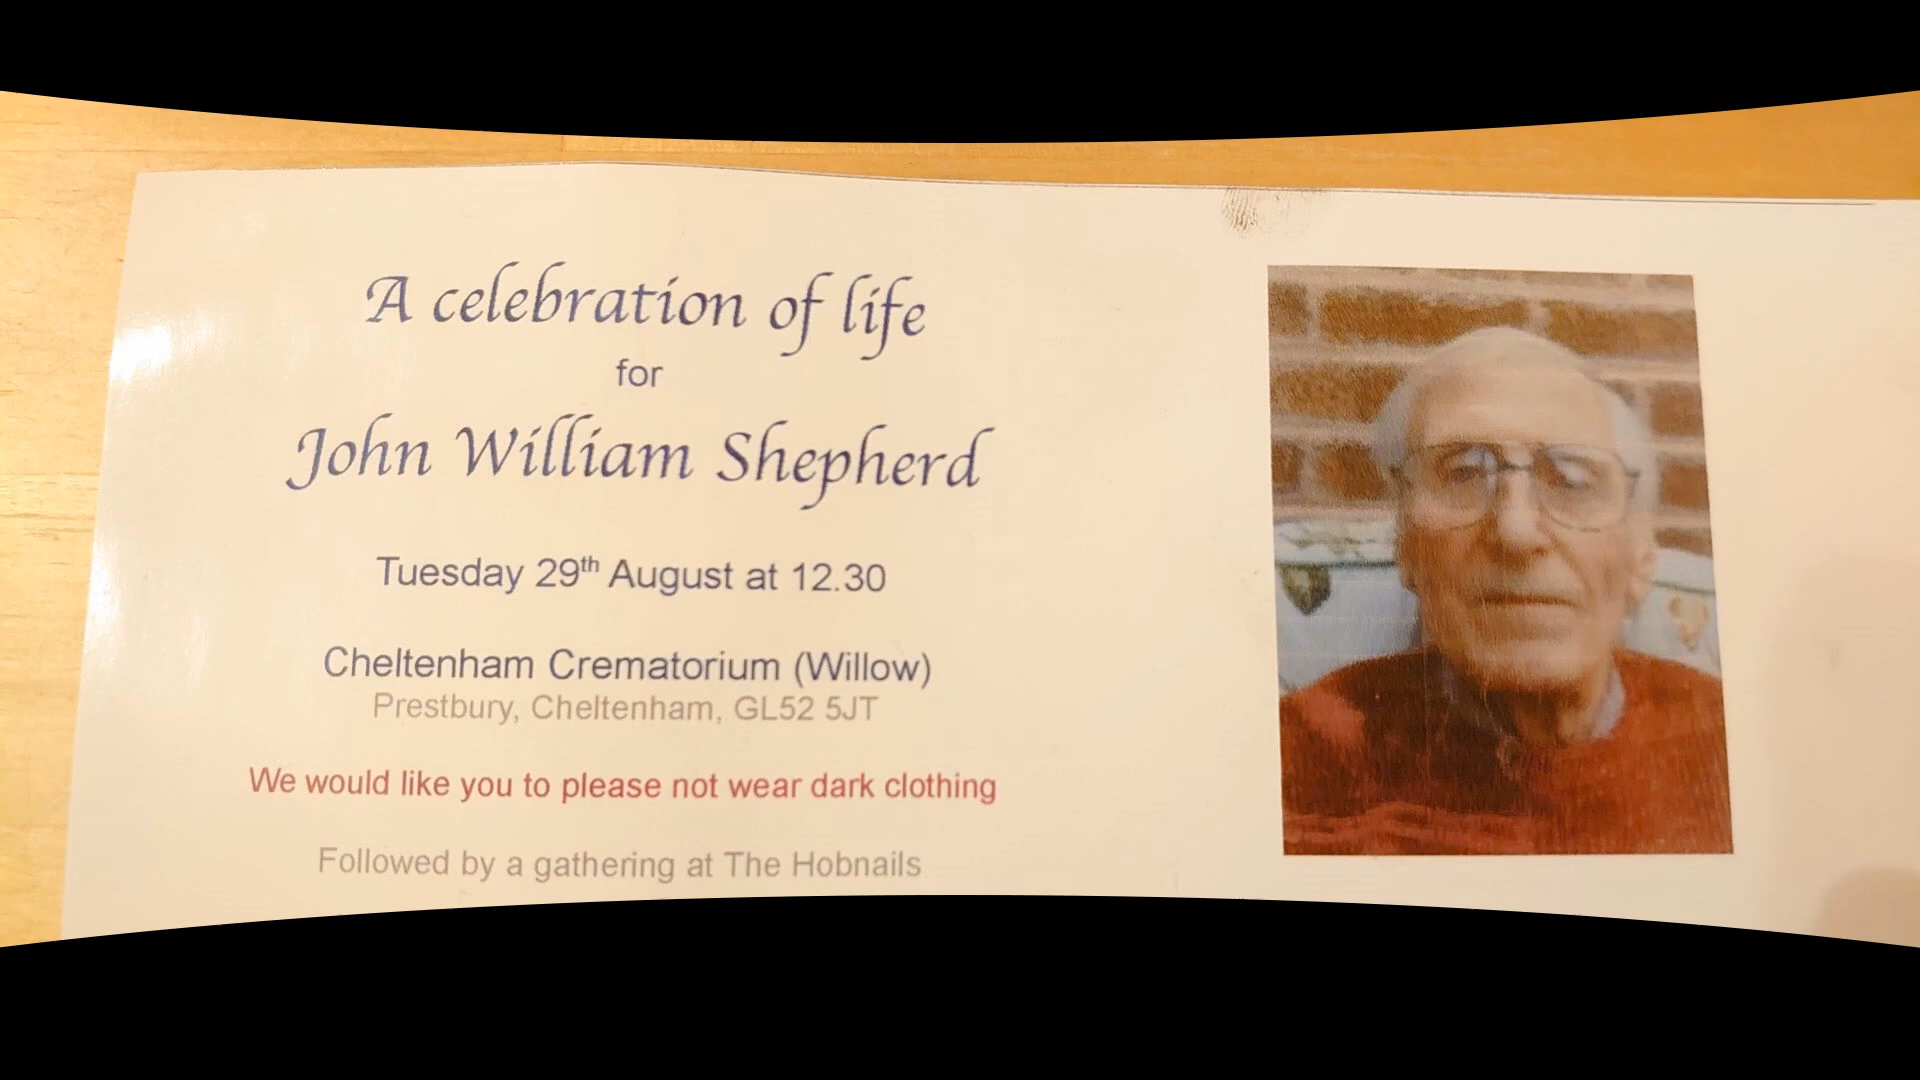 A celebration of life
for
John William Shepherd
Tuesday 29th August at 12.30
Cheltenham Crematorium (Willow)
Prestbury, Cheltenham, GL52 5JT
We would like you to please not wear dark clothing
Followed by a gathering at The Hobnails